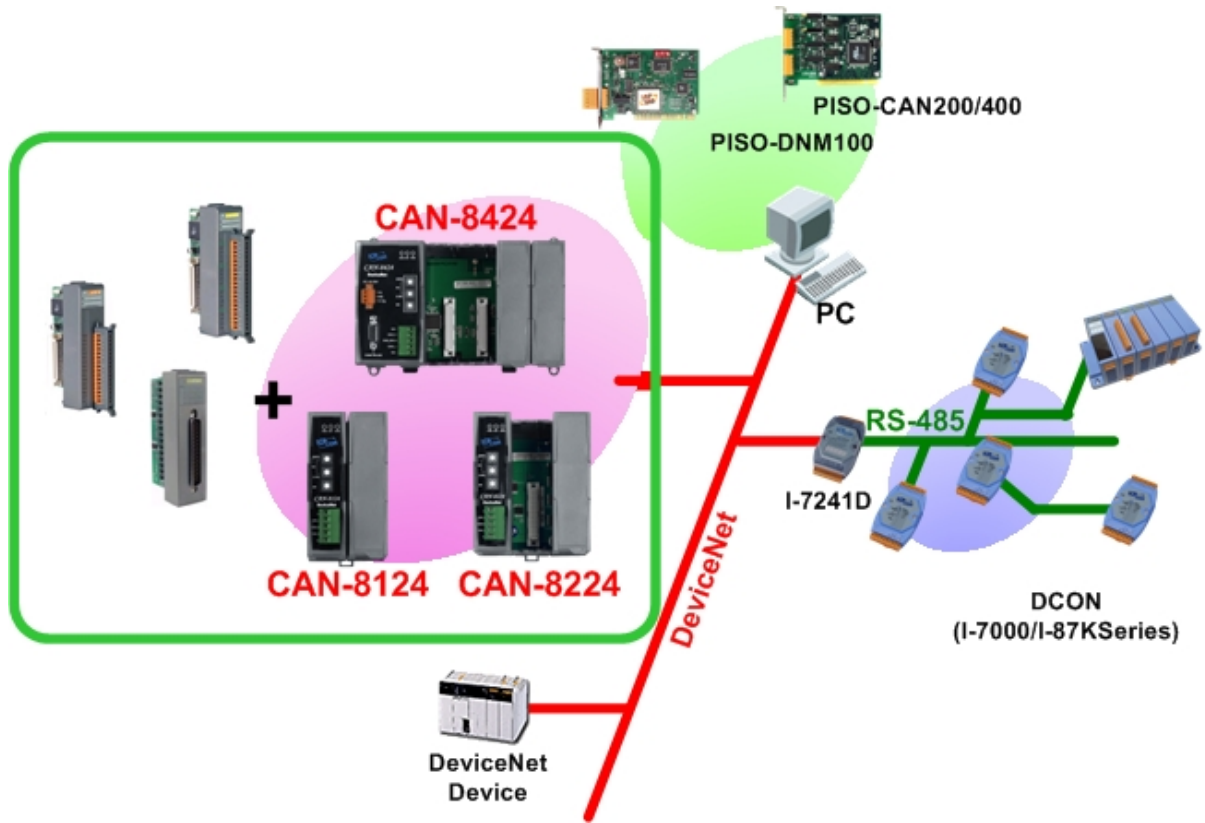 PISO-CAN200/400
PISO-DNM100
CAN-8424
PC
RS-485
I-7241D
CAN-8124
CAN-8224
DeviceNet
DCON
(I-7000/I-87KSeries)
DeviceNet
Device